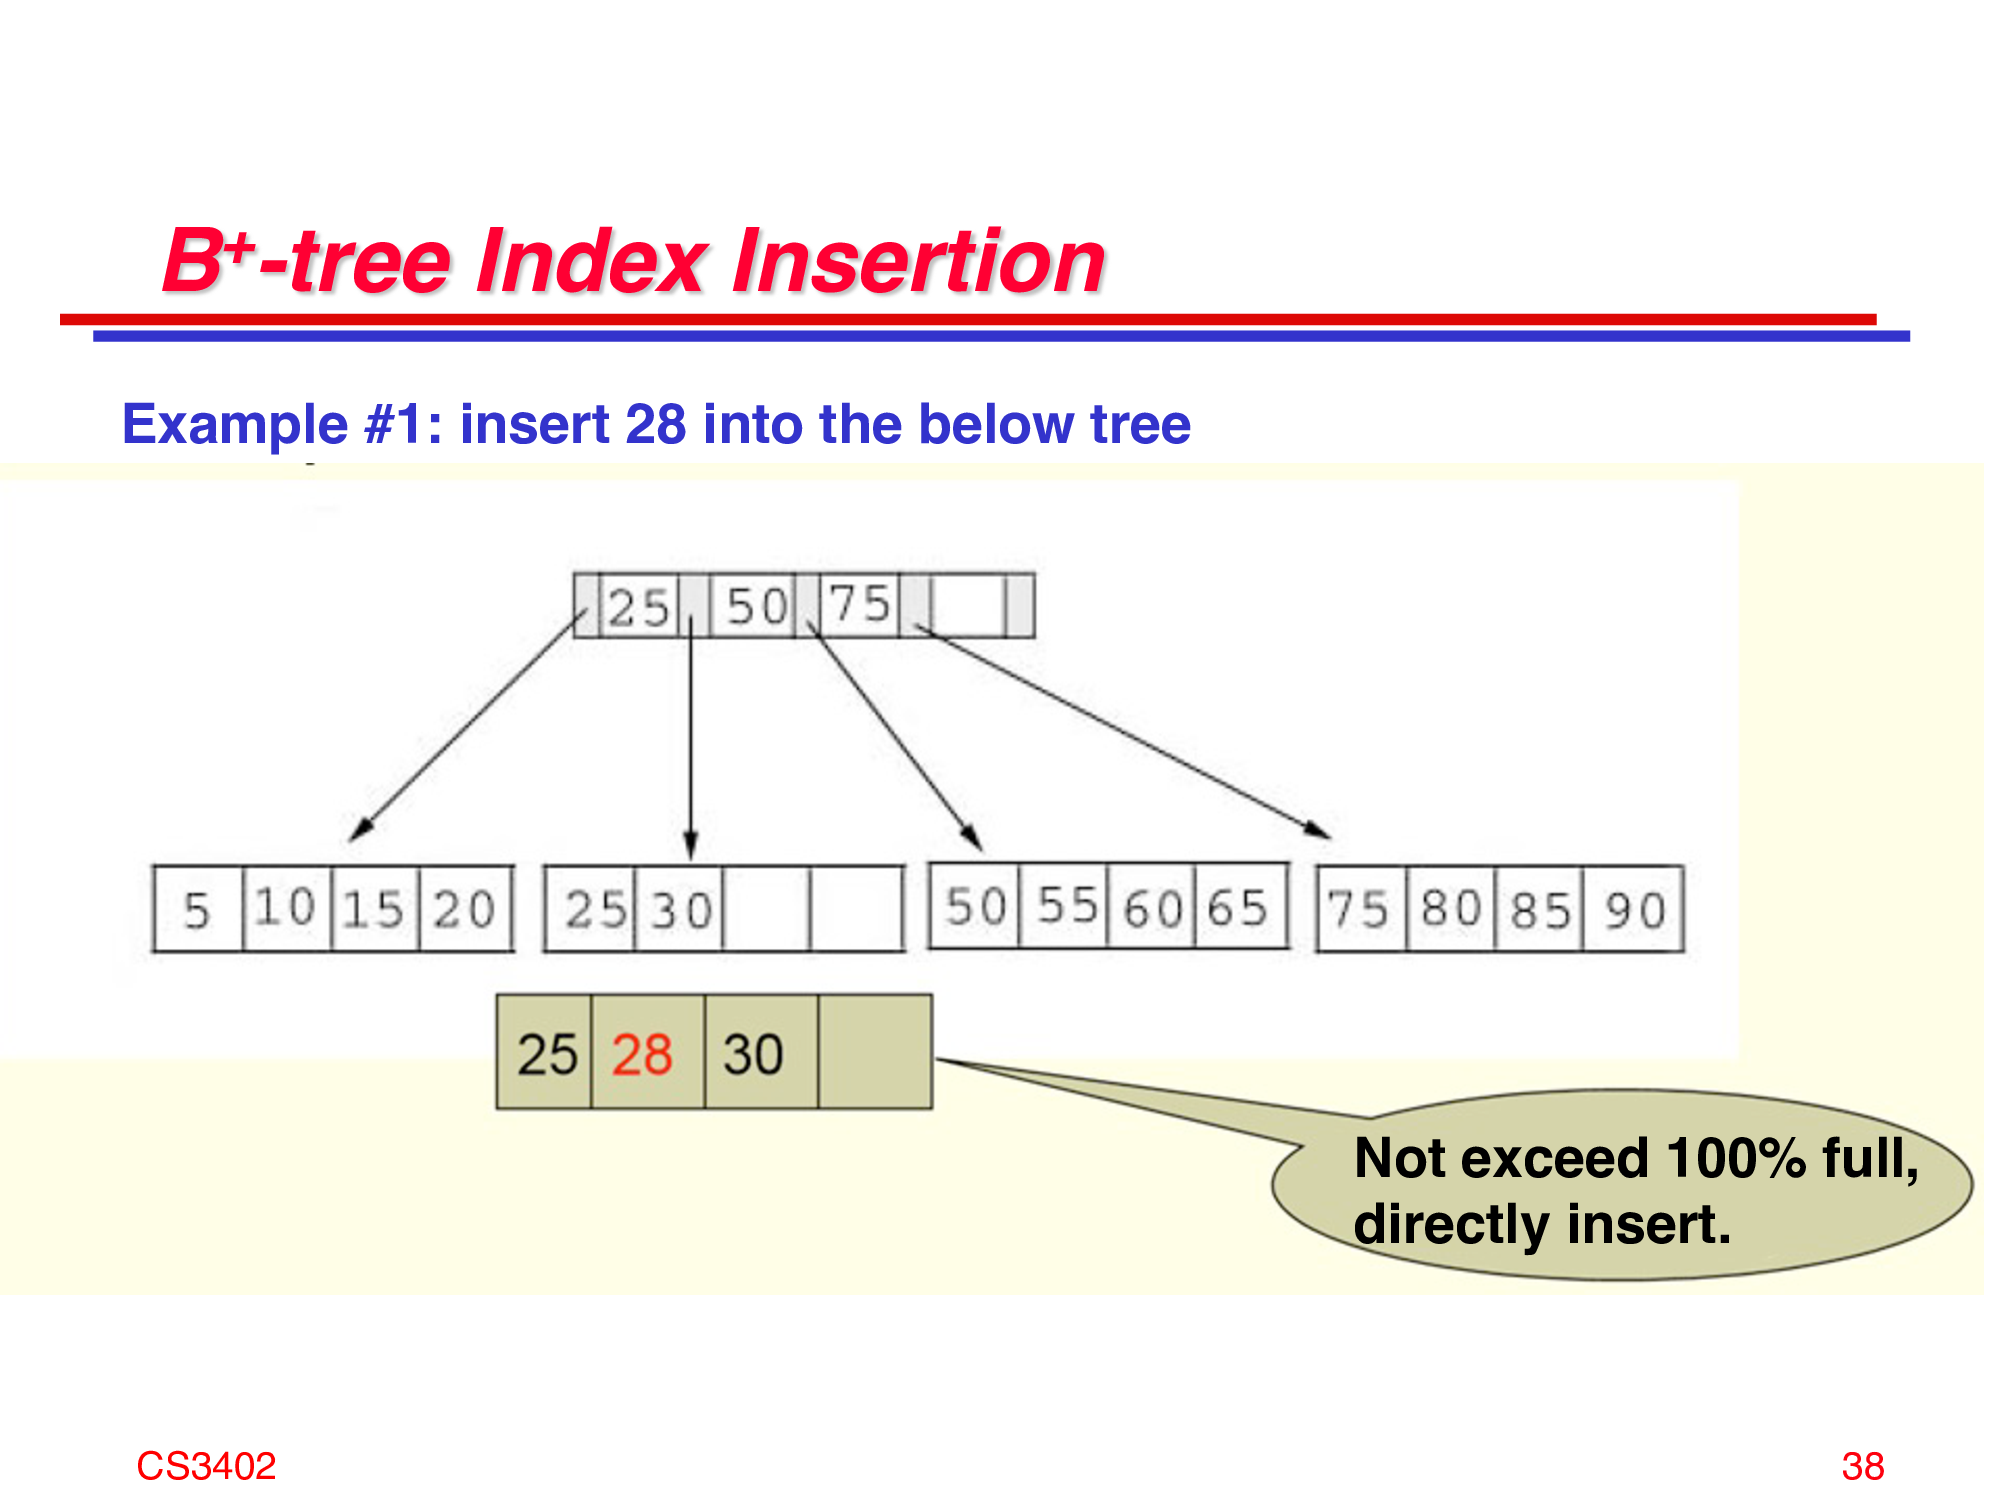 B+-tree Index Insertion
Example #1: insert 28 into the below tree
25 50 75
5 10 15 20 25 30 50 55 60 65 75 80 85 90
25 28 30
Not exceed 100% full,
directly insert.
CS3402
38